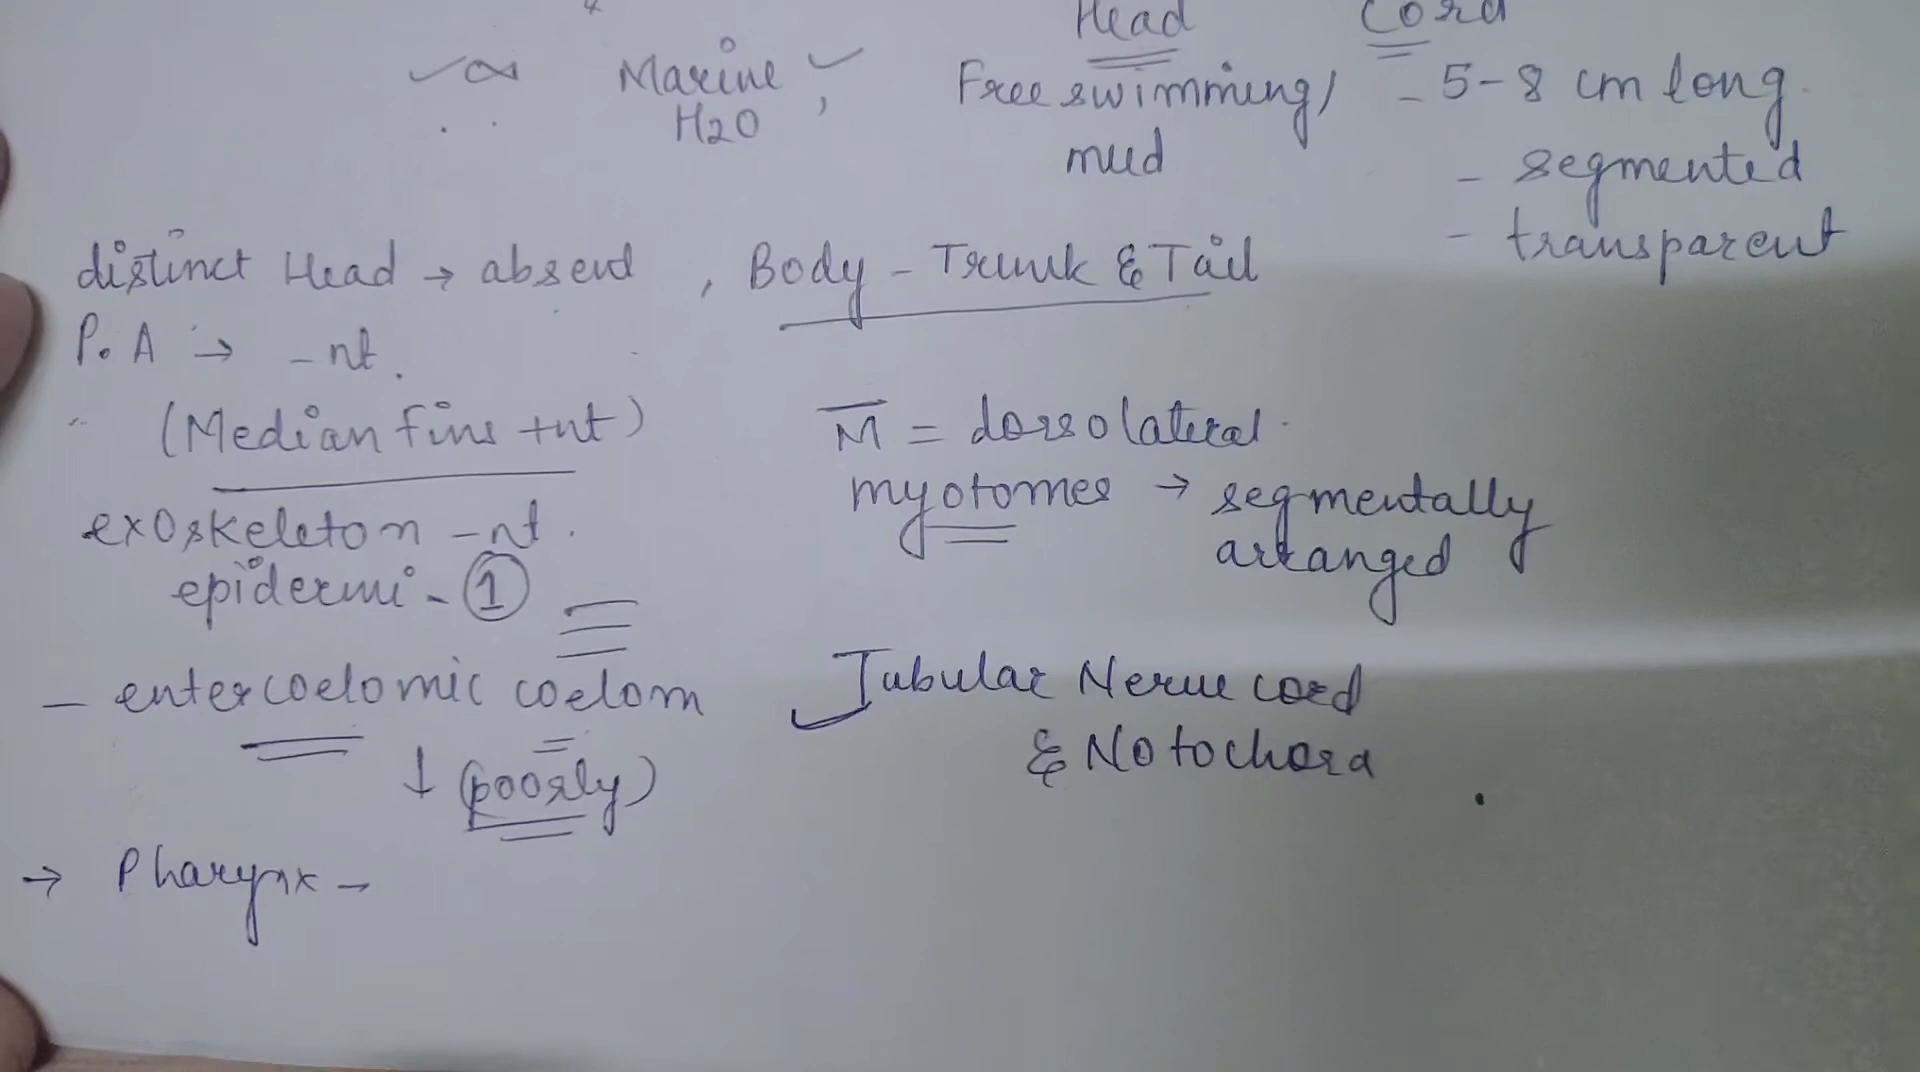 Head Cord
Marine, Free swimming/ - 5-8 cm long
H2O mud - segmented
- transparent
distinct Head → absent, Body - Trunk & Tail
P.A → -nt.
(Median fins +nt) M = dorsolateral
myotomes → segmentally
arranged
exoskeleton -nt.
epidermi - 1
- entercoelomic coelom Tubular Nerve cord
& Notochord
↓ (poorly)
→ Pharynx -